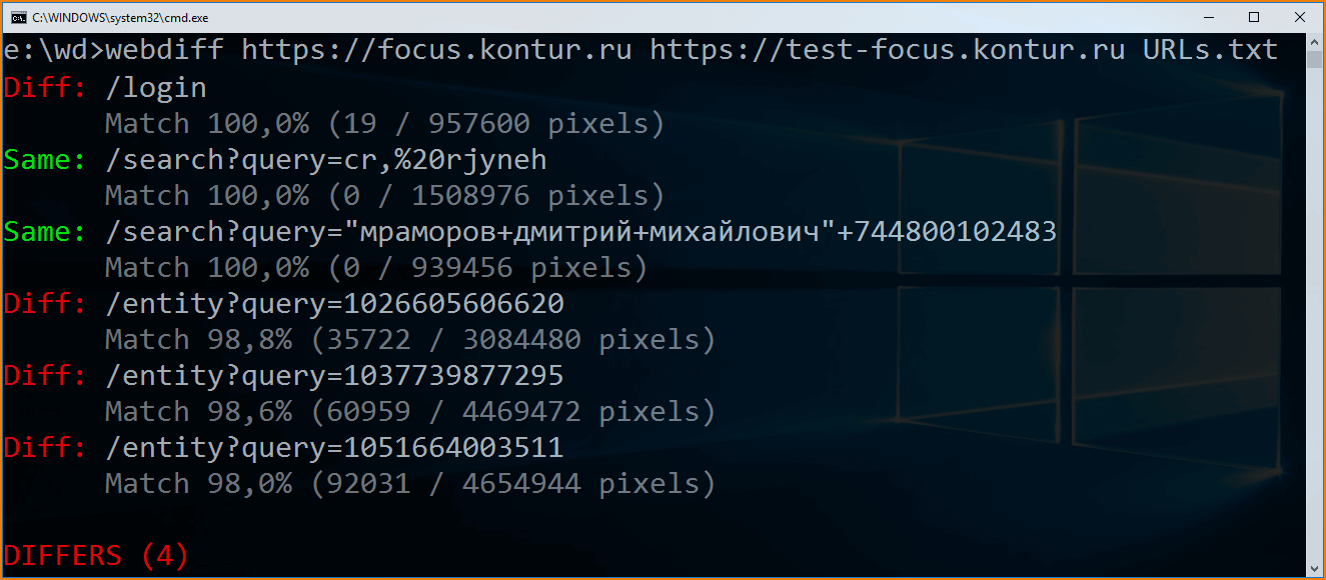 C:\WINDOWS\system32\cmd.exe
e:\wd>webdiff https://focus.kontur.ru https://test-focus.kontur.ru URLs.txt
Diff: /login
Match 100,0% (19 / 957600 pixels)
Same: /search?query=cr,%20rjyneh
Match 100,0% (0 / 1508976 pixels)
Same: /search?query="мраморов+дмитрий+михайлович"+744800102483
Match 100,0% (0 / 939456 pixels)
Diff: /entity?query=1026605606620
Match 98,8% (35722 / 3084480 pixels)
Diff: /entity?query=1037739877295
Match 98,6% (60959 / 4469472 pixels)
Diff: /entity?query=1051664003511
Match 98,0% (92031 / 4654944 pixels)
DIFFERS (4)